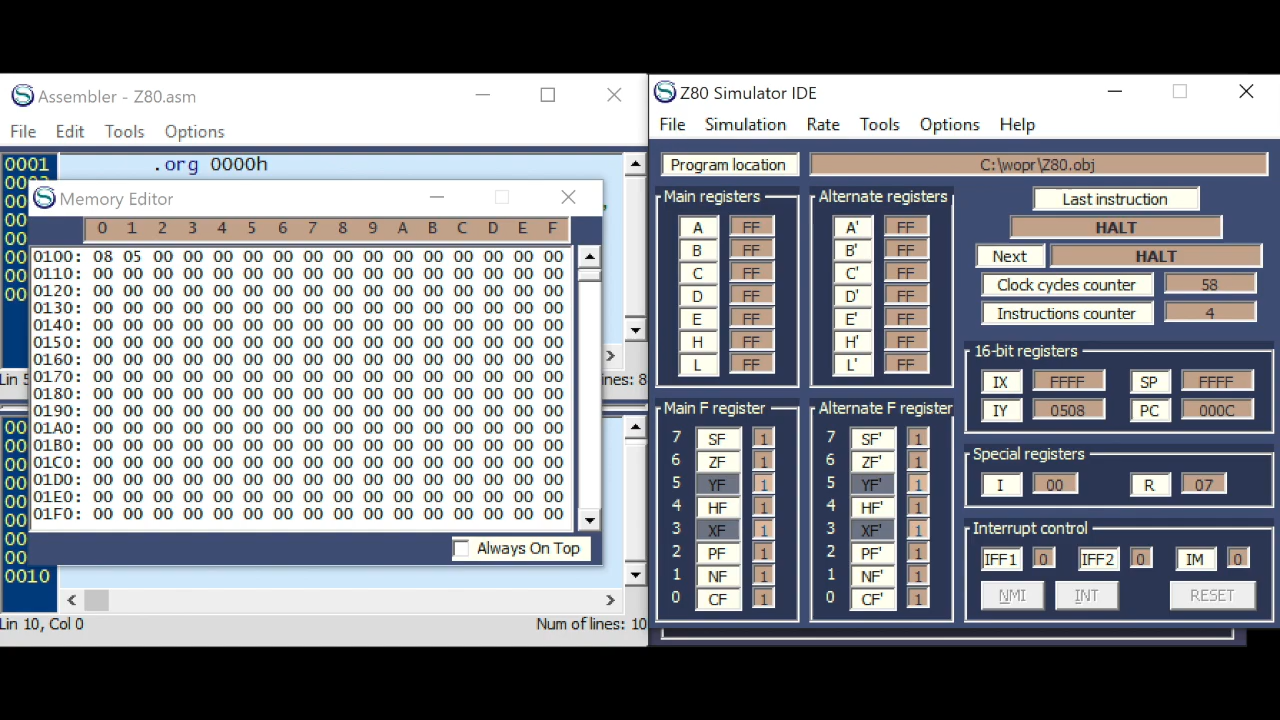 Assembler - Z80.asm
File Edit Tools Options
0001 .org 0000h
Memory Editor
0 1 2 3 4 5 6 7 8 9 A B C D E F
0100: 08 05 00 00 00 00 00 00 00 00 00 00 00 00 00 00
0110: 00 00 00 00 00 00 00 00 00 00 00 00 00 00 00 00
0120: 00 00 00 00 00 00 00 00 00 00 00 00 00 00 00 00
0130: 00 00 00 00 00 00 00 00 00 00 00 00 00 00 00 00
0140: 00 00 00 00 00 00 00 00 00 00 00 00 00 00 00 00
0150: 00 00 00 00 00 00 00 00 00 00 00 00 00 00 00 00
0160: 00 00 00 00 00 00 00 00 00 00 00 00 00 00 00 00
0170: 00 00 00 00 00 00 00 00 00 00 00 00 00 00 00 00
0180: 00 00 00 00 00 00 00 00 00 00 00 00 00 00 00 00
0190: 00 00 00 00 00 00 00 00 00 00 00 00 00 00 00 00
01A0: 00 00 00 00 00 00 00 00 00 00 00 00 00 00 00 00
01B0: 00 00 00 00 00 00 00 00 00 00 00 00 00 00 00 00
01C0: 00 00 00 00 00 00 00 00 00 00 00 00 00 00 00 00
01D0: 00 00 00 00 00 00 00 00 00 00 00 00 00 00 00 00
01E0: 00 00 00 00 00 00 00 00 00 00 00 00 00 00 00 00
01F0: 00 00 00 00 00 00 00 00 00 00 00 00 00 00 00 00
Always On Top
0010
Lin 10, Col 0 Num of lines: 10
Z80 Simulator IDE
File Simulation Rate Tools Options Help
Program location C:\wopr\Z80.obj
Main registers
A FF
B FF
C FF
D FF
E FF
H FF
L FF
Alternate registers
A' FF
B' FF
C' FF
D' FF
E' FF
H' FF
L' FF
Last instruction
HALT
Next HALT
Clock cycles counter 58
Instructions counter 4
16-bit registers
IX FFFF SP FFFF
IY 0508 PC 000C
Main F register
7 SF 1
6 ZF 1
5 YF 1
4 HF 1
3 XF 1
2 PF 1
1 NF 1
0 CF 1
Alternate F register
7 SF' 1
6 ZF' 1
5 YF' 1
4 HF' 1
3 XF' 1
2 PF' 1
1 NF' 1
0 CF' 1
Special registers
I 00 R 07
Interrupt control
IFF1 0 IFF2 0 IM 0
NMI INT RESET